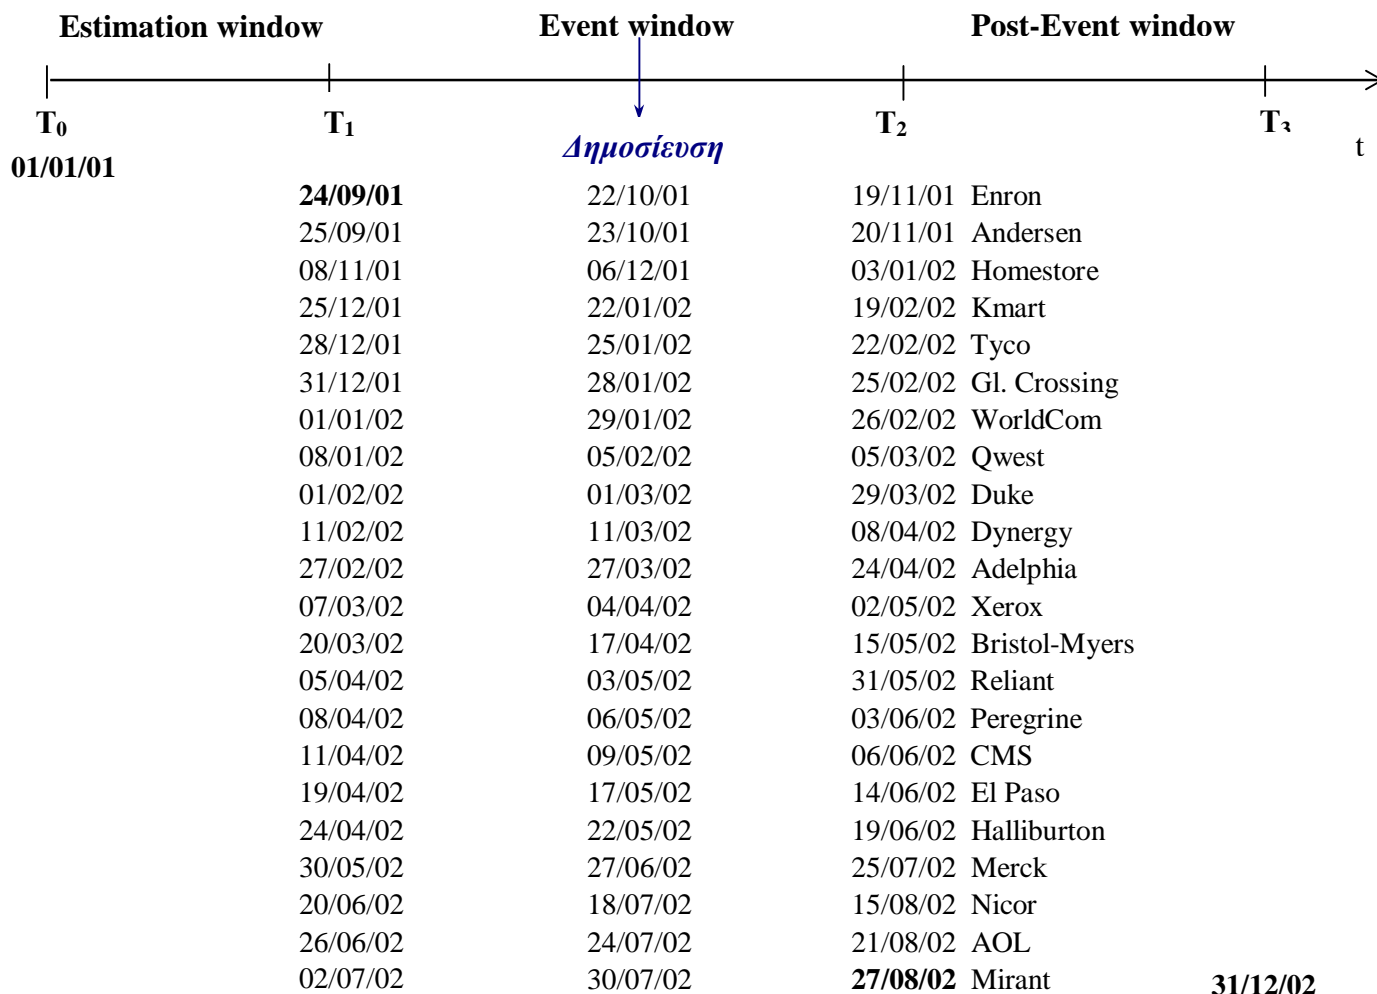 Estimation window Event window Post-Event window
T₀ T₁ T₂ T₃
Δημοσίευση t
01/01/01
24/09/01 22/10/01 19/11/01 Enron
25/09/01 23/10/01 20/11/01 Andersen
08/11/01 06/12/01 03/01/02 Homestore
25/12/01 22/01/02 19/02/02 Kmart
28/12/01 25/01/02 22/02/02 Tyco
31/12/01 28/01/02 25/02/02 Gl. Crossing
01/01/02 29/01/02 26/02/02 WorldCom
08/01/02 05/02/02 05/03/02 Qwest
01/02/02 01/03/02 29/03/02 Duke
11/02/02 11/03/02 08/04/02 Dynergy
27/02/02 27/03/02 24/04/02 Adelphia
07/03/02 04/04/02 02/05/02 Xerox
20/03/02 17/04/02 15/05/02 Bristol-Myers
05/04/02 03/05/02 31/05/02 Reliant
08/04/02 06/05/02 03/06/02 Peregrine
11/04/02 09/05/02 06/06/02 CMS
19/04/02 17/05/02 14/06/02 El Paso
24/04/02 22/05/02 19/06/02 Halliburton
30/05/02 27/06/02 25/07/02 Merck
20/06/02 18/07/02 15/08/02 Nicor
26/06/02 24/07/02 21/08/02 AOL
02/07/02 30/07/02 27/08/02 Mirant 31/12/02